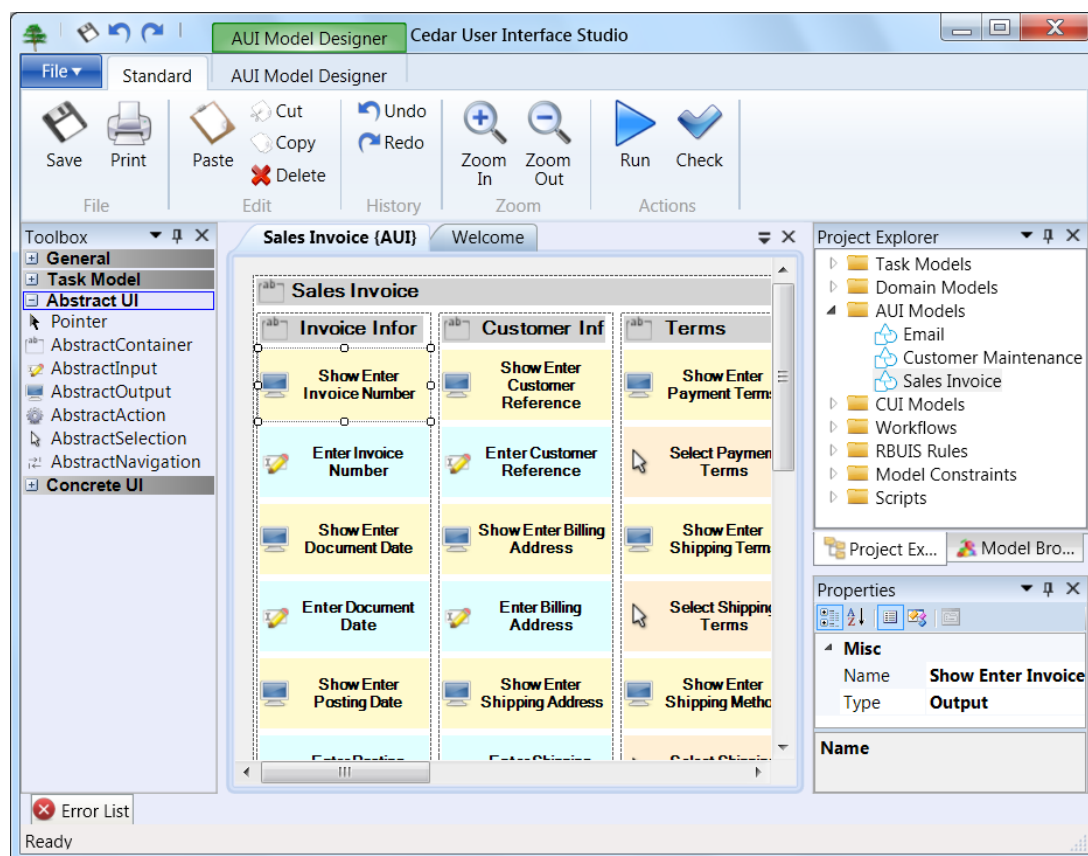 AUI Model Designer Cedar User Interface Studio
File Standard AUI Model Designer
Save
Print
Paste
Cut
Copy
Delete
Undo
Redo
Zoom In
Zoom Out
Run
Check
File Edit History Zoom Actions
Toolbox
General
Task Model
Abstract UI
Pointer
AbstractContainer
AbstractInput
AbstractOutput
AbstractAction
AbstractSelection
AbstractNavigation
Concrete UI
Sales Invoice {AUI} Welcome
Sales Invoice
Invoice Infor
Show Enter
Invoice Number
Enter Invoice
Number
Show Enter
Document Date
Enter Document
Date
Show Enter
Posting Date
Enter Posting
Customer Inf
Show Enter
Customer
Reference
Enter Customer
Reference
Show Enter Billing
Address
Enter Billing
Address
Show Enter
Shipping Address
Enter Shipping
Terms
Show Enter
Payment Term
Select Paymen
Terms
Show Enter
Shipping Term
Select Shipping
Terms
Show Enter
Shipping Metho
Select Shipping
Project Explorer
Task Models
Domain Models
AUI Models
Email
Customer Maintenance
Sales Invoice
CUI Models
Workflows
RBUIS Rules
Model Constraints
Scripts
Project Ex... Model Bro...
Properties
Misc
Name Show Enter Invoice
Type Output
Name
Error List
Ready